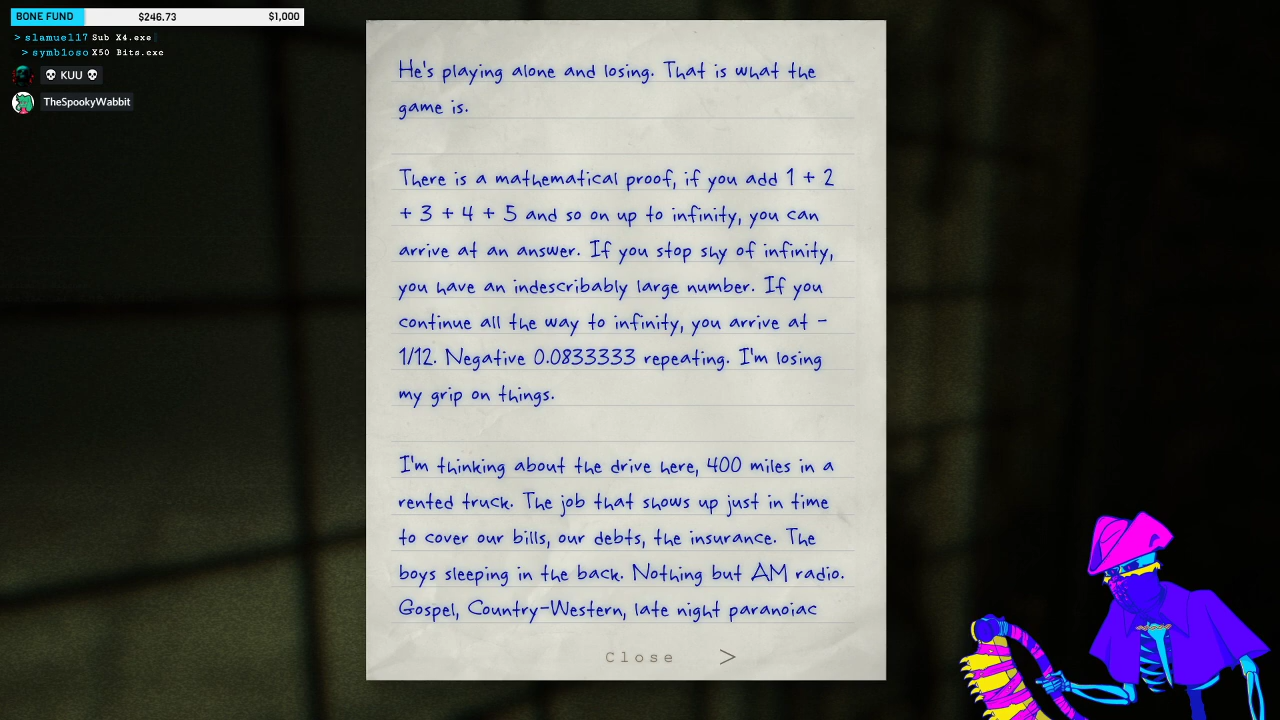 BONE FUND $246.73 $1,000
> slamuel17 Sub X4.exe
> symbloso X50 Bits.exe
💀 KUU 💀
TheSpookyWabbit
He's playing alone and losing. That is what the
game is.
There is a mathematical proof, if you add 1 + 2
+ 3 + 4 + 5 and so on up to infinity, you can
arrive at an answer. If you stop shy of infinity,
you have an indescribably large number. If you
continue all the way to infinity, you arrive at -
1/12. Negative 0.0833333 repeating. I'm losing
my grip on things.
I'm thinking about the drive here, 400 miles in a
rented truck. The job that shows up just in time
to cover our bills, our debts, the insurance. The
boys sleeping in the back. Nothing but AM radio.
Gospel, Country-Western, late night paranoiac
Close >